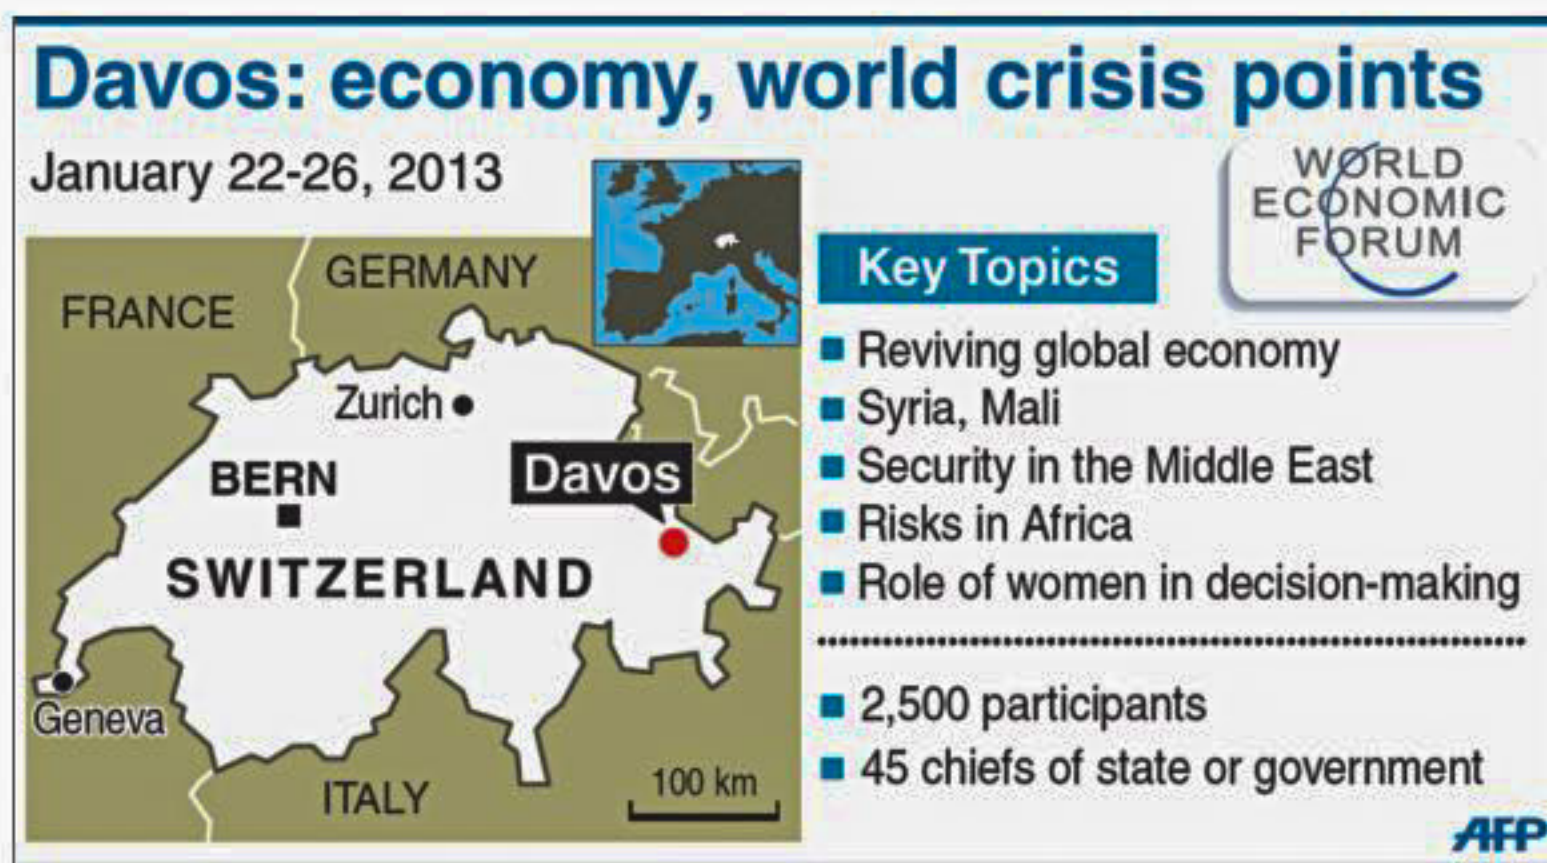 Davos: economy, world crisis points
January 22-26, 2013
WORLD
ECONOMIC
FORUM
GERMANY
FRANCE
Zurich
Davos
BERN
SWITZERLAND
Geneva
ITALY
100 km
Key Topics
Reviving global economy
Syria, Mali
Security in the Middle East
Risks in Africa
Role of women in decision-making
2,500 participants
45 chiefs of state or government
AFP